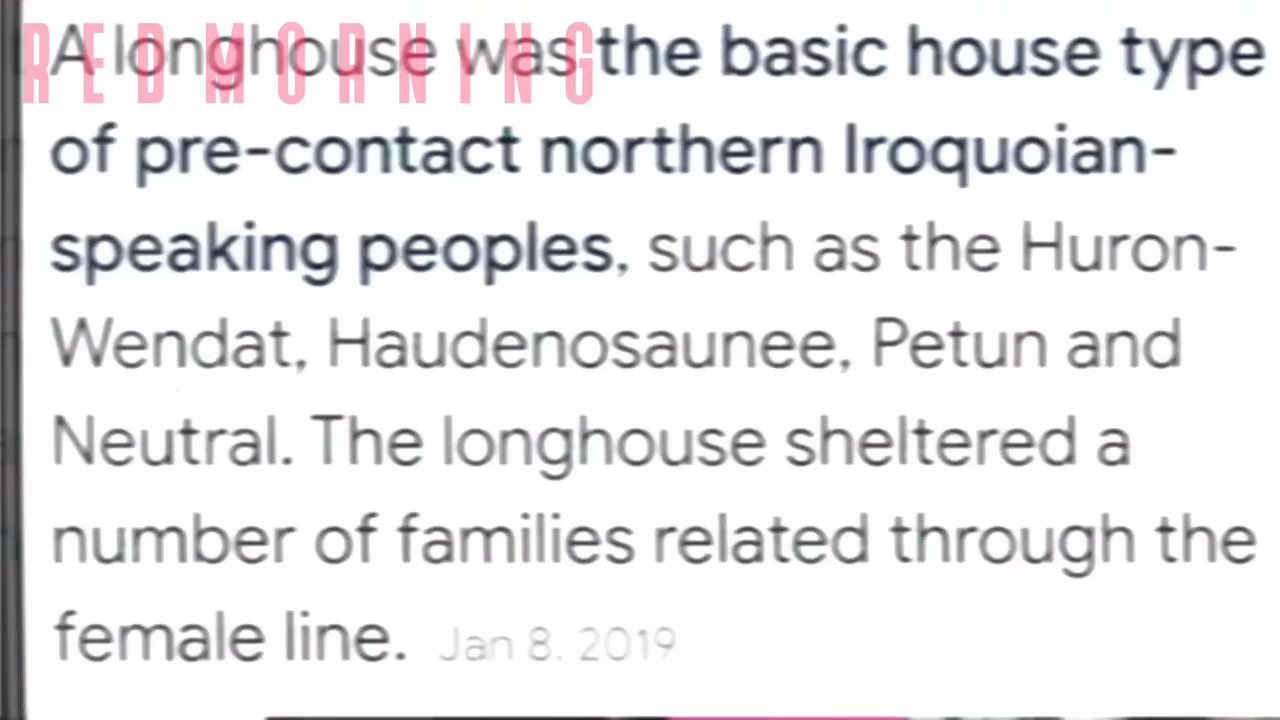 RED MORNING
A longhouse was the basic house type
of pre-contact northern Iroquoian-
speaking peoples, such as the Huron-
Wendat, Haudenosaunee, Petun and
Neutral. The longhouse sheltered a
number of families related through the
female line. Jan 8, 2019